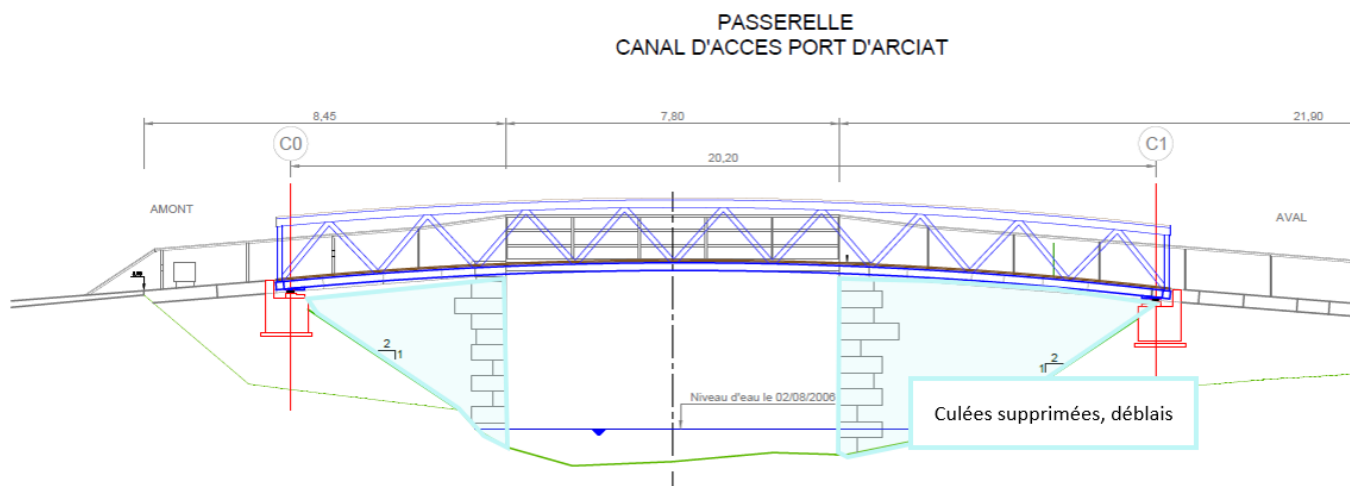 PASSERELLE
CANAL D'ACCES PORT D'ARCIAT
8,45
7,80
21,90
C0
C1
20,20
AMONT
AVAL
2
1
2
1
Niveau d'eau le 02/08/2006
Culées supprimées, déblais